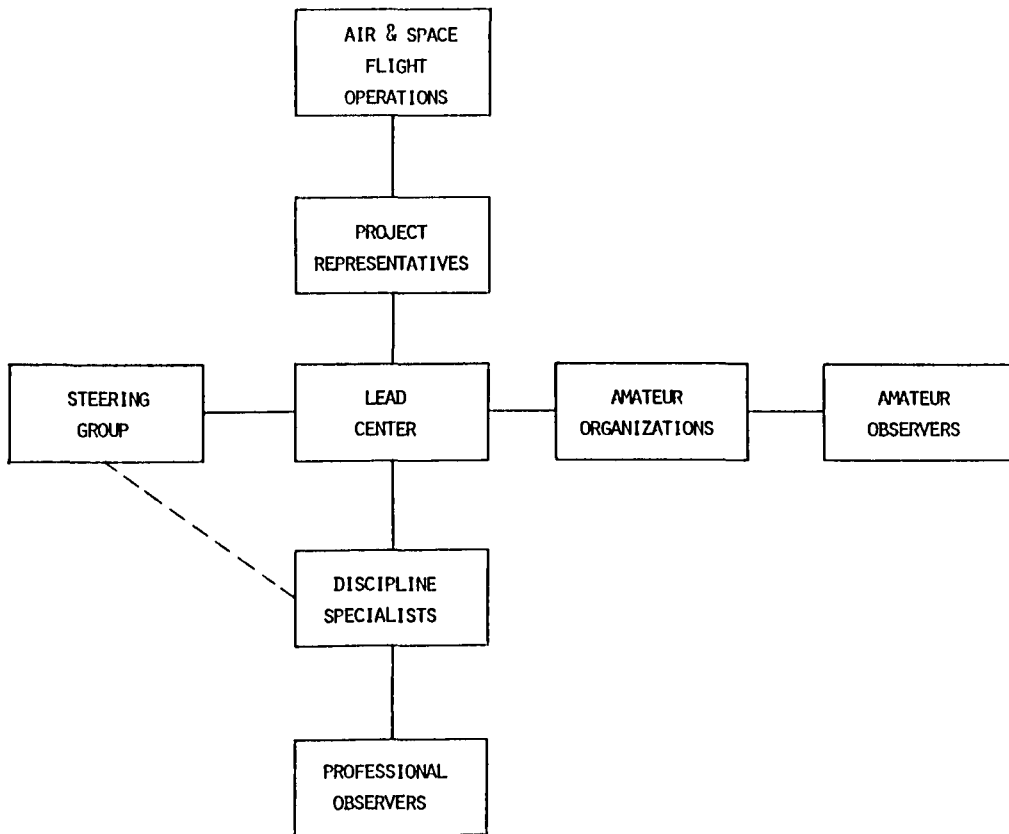 AIR & SPACE
FLIGHT
OPERATIONS
PROJECT
REPRESENTATIVES
STEERING
GROUP
LEAD
CENTER
AMATEUR
ORGANIZATIONS
AMATEUR
OBSERVERS
DISCIPLINE
SPECIALISTS
PROFESSIONAL
OBSERVERS